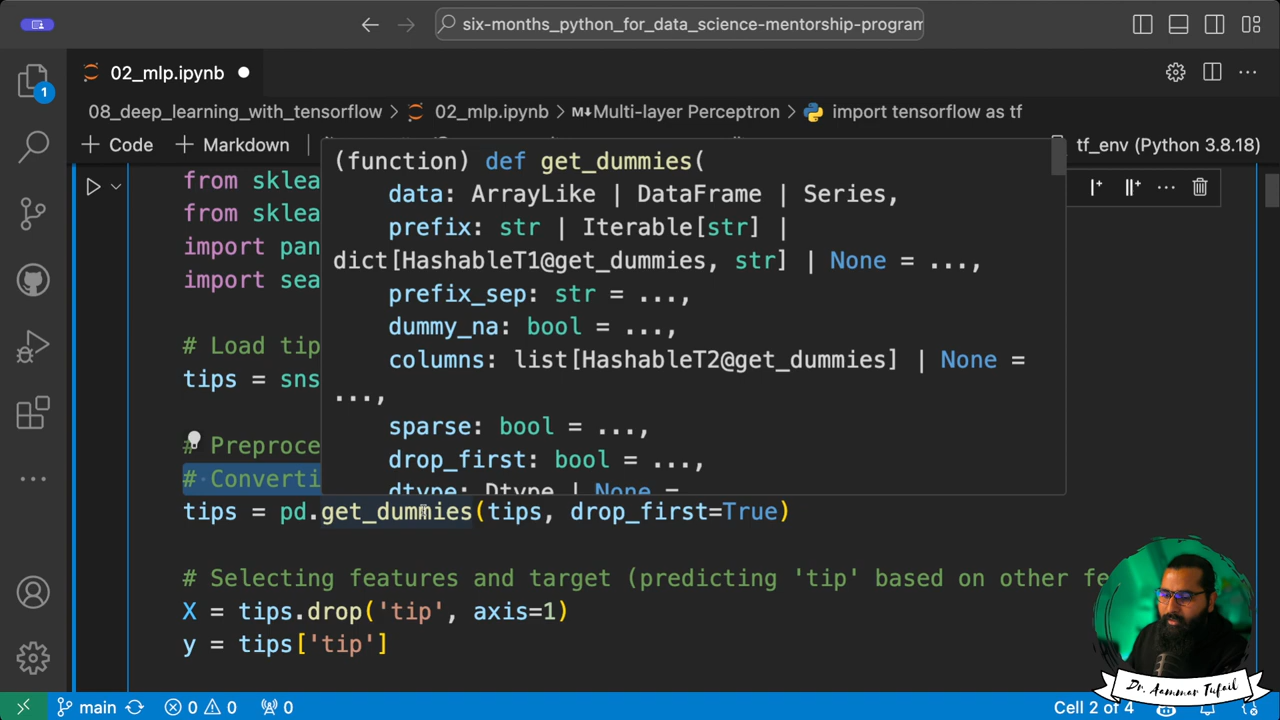 six-months_python_for_data_science-mentorship-program
02_mlp.ipynb
08_deep_learning_with_tensorflow > 02_mlp.ipynb > M↓Multi-layer Perceptron > import tensorflow as tf
+ Code + Markdown
tf_env (Python 3.8.18)
1
(function) def get_dummies(
data: ArrayLike | DataFrame | Series,
prefix: str | Iterable[str] |
dict[HashableT1@get_dummies, str] | None = ...,
prefix_sep: str = ...,
dummy_na: bool = ...,
columns: list[HashableT2@get_dummies] | None =
...,
sparse: bool = ...,
drop_first: bool = ...,
dtype: Dtype | None =
from sklea
from sklea
import pan
import sea
# Load tip
tips = sns
# Preproce
# Converti
tips = pd.get_dummies(tips, drop_first=True)
# Selecting features and target (predicting 'tip' based on other fe
X = tips.drop('tip', axis=1)
y = tips['tip']
Dr. Aammar Tufail
main 0 0 0
Cell 2 of 4